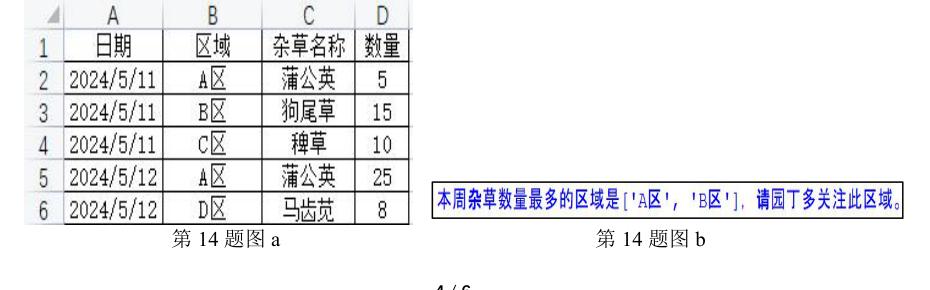 A B C D
1 日期 区域 杂草名称 数量
2 2024/5/11 A区 蒲公英 5
3 2024/5/11 B区 狗尾草 15
4 2024/5/11 C区 稗草 10
5 2024/5/12 A区 蒲公英 25
6 2024/5/12 D区 马齿苋 8
本周杂草数量最多的区域是['A区', 'B区'], 请园丁多关注此区域。
第 14 题图 a
第 14 题图 b